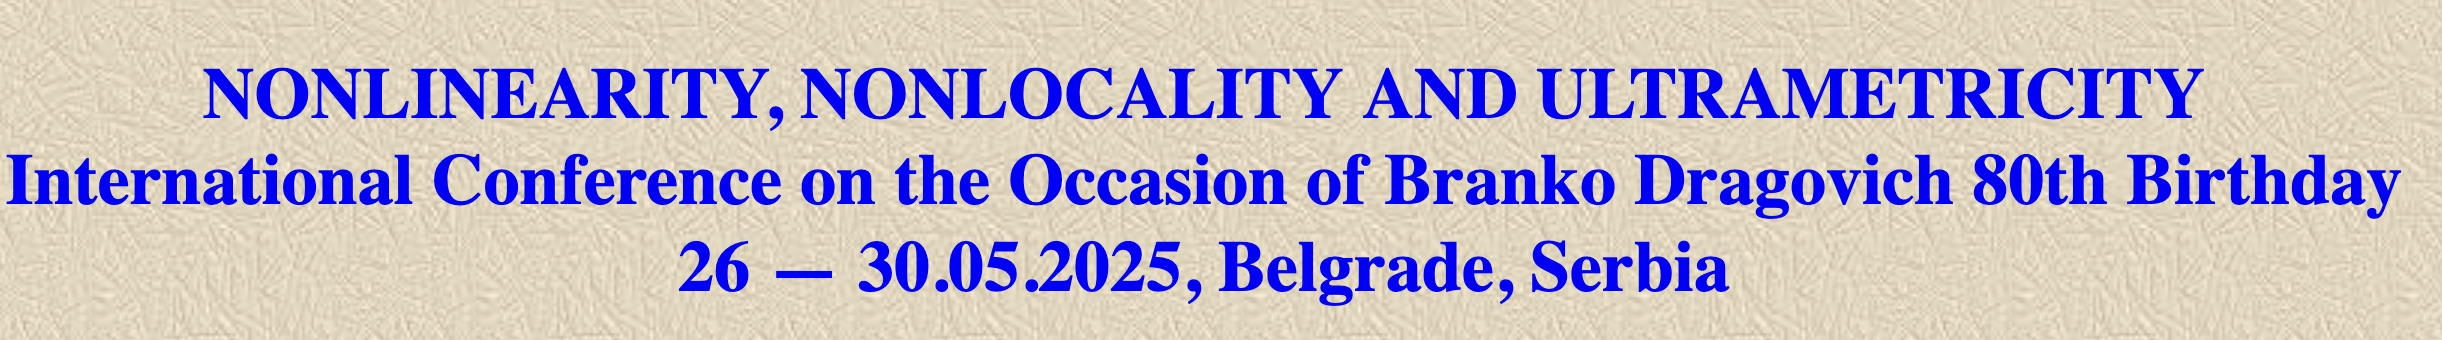 NONLINEARITY, NONLOCALITY AND ULTRAMETRICITY
International Conference on the Occasion of Branko Dragovich 80th Birthday
26 — 30.05.2025, Belgrade, Serbia